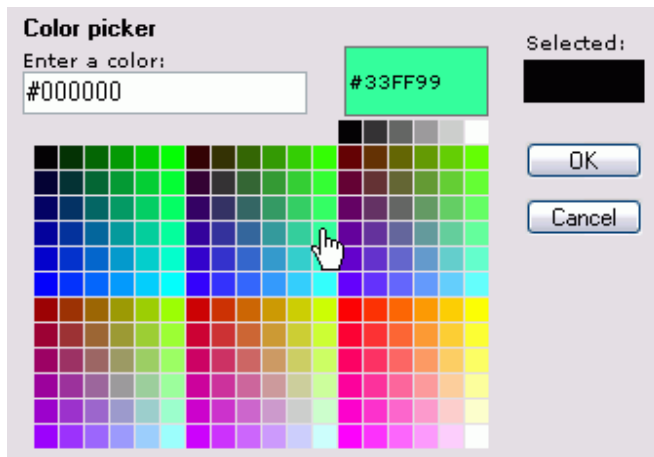 Color picker
Enter a color:
#000000
#33FF99
Selected:
OK
Cancel